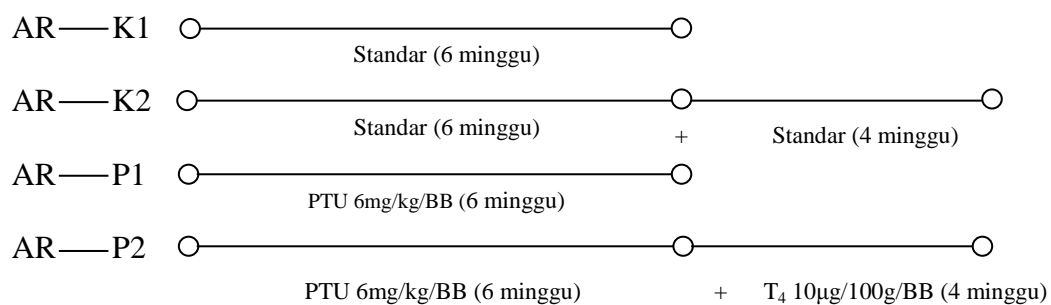 AR — K1
Standar (6 minggu)
AR — K2
Standar (6 minggu) + Standar (4 minggu)
AR — P1
PTU 6mg/kg/BB (6 minggu)
AR — P2
PTU 6mg/kg/BB (6 minggu) + T₄ 10μg/100g/BB (4 minggu)